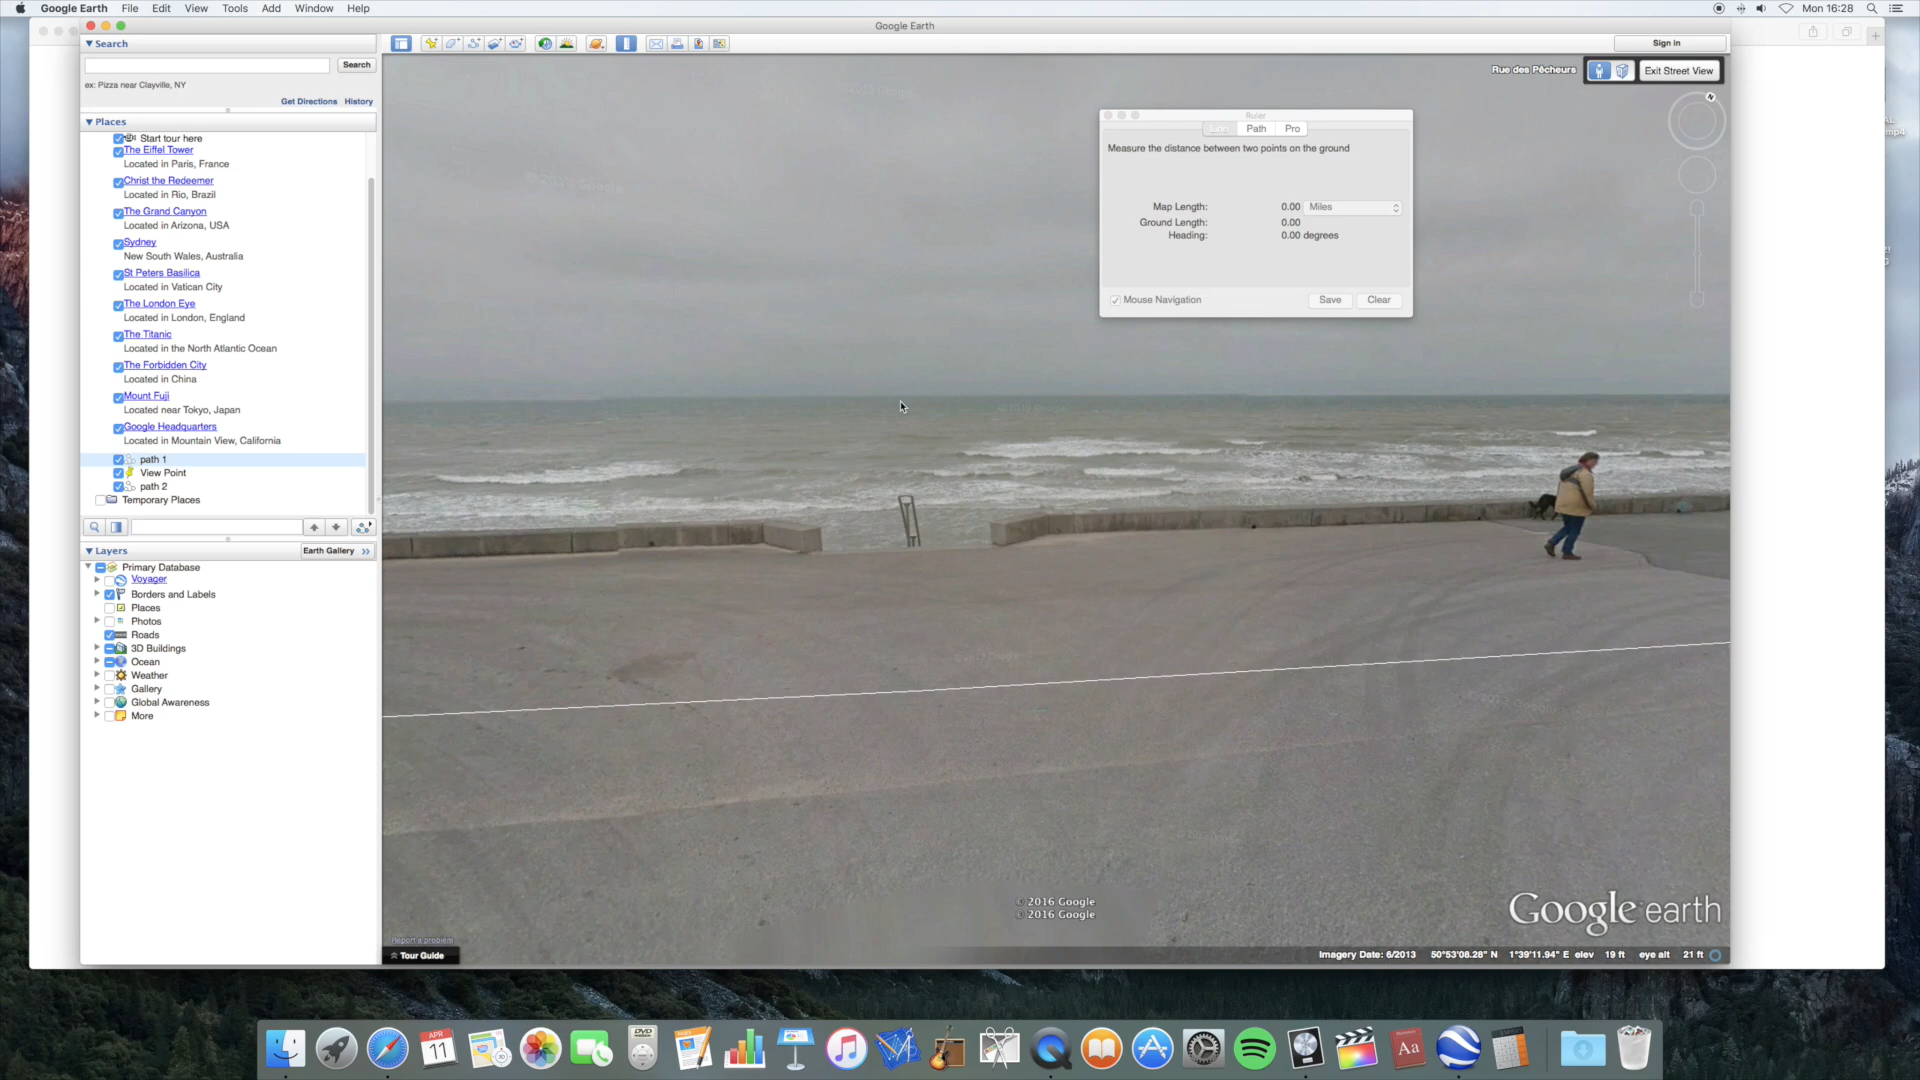 Google Earth File Edit View Tools Add Window Help
Mon 16:28
Google Earth
Search
Search
ex: Pizza near Clayville, NY
Get Directions History
Places
Start tour here
The Eiffel Tower
Located in Paris, France
Christ the Redeemer
Located in Rio, Brazil
The Grand Canyon
Located in Arizona, USA
Sydney
New South Wales, Australia
St Peters Basilica
Located in Vatican City
The London Eye
Located in London, England
The Titanic
Located in the North Atlantic Ocean
The Forbidden City
Located in China
Mount Fuji
Located near Tokyo, Japan
Google Headquarters
Located in Mountain View, California
path 1
View Point
path 2
Temporary Places
Layers
Earth Gallery »
Primary Database
Voyager
Borders and Labels
Places
Photos
Roads
3D Buildings
Ocean
Weather
Gallery
Global Awareness
More
Sign in
Rue des Pêcheurs
Exit Street View
N
Ruler
Line Path Pro
Measure the distance between two points on the ground
Map Length: 0.00 Miles
Ground Length: 0.00
Heading: 0.00 degrees
Mouse Navigation
Save Clear
mp4
© 2016 Google
© 2016 Google
Google earth
Report a problem
Tour Guide
Imagery Date: 6/2013 50°53'08.28" N 1°39'11.94" E elev 19 ft eye alt 21 ft
APR
11
DVD
Aa